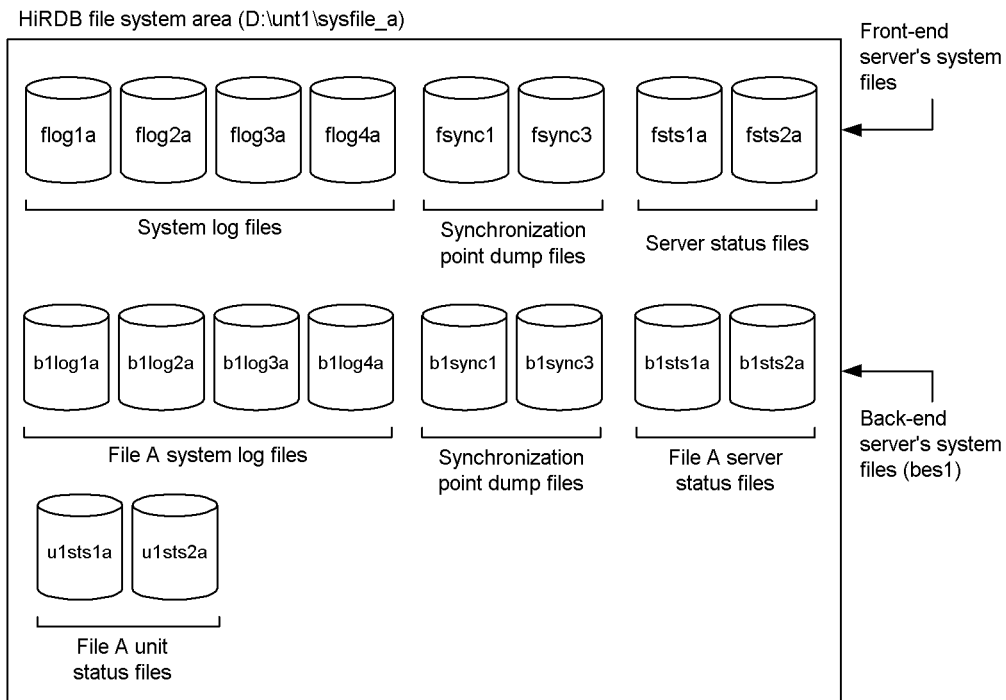 HiRDB file system area (D:\unt1\sysfile_a)
Front-end
server's system
files
flog1a flog2a flog3a flog4a fsync1 fsync3 fsts1a fsts2a
System log files
Synchronization
point dump files
Server status files
b1log1a b1log2a b1log3a b1log4a b1sync1 b1sync3 b1sts1a b1sts2a
File A system log files
Synchronization
point dump files
File A server
status files
Back-end
server's system
files (bes1)
u1sts1a u1sts2a
File A unit
status files